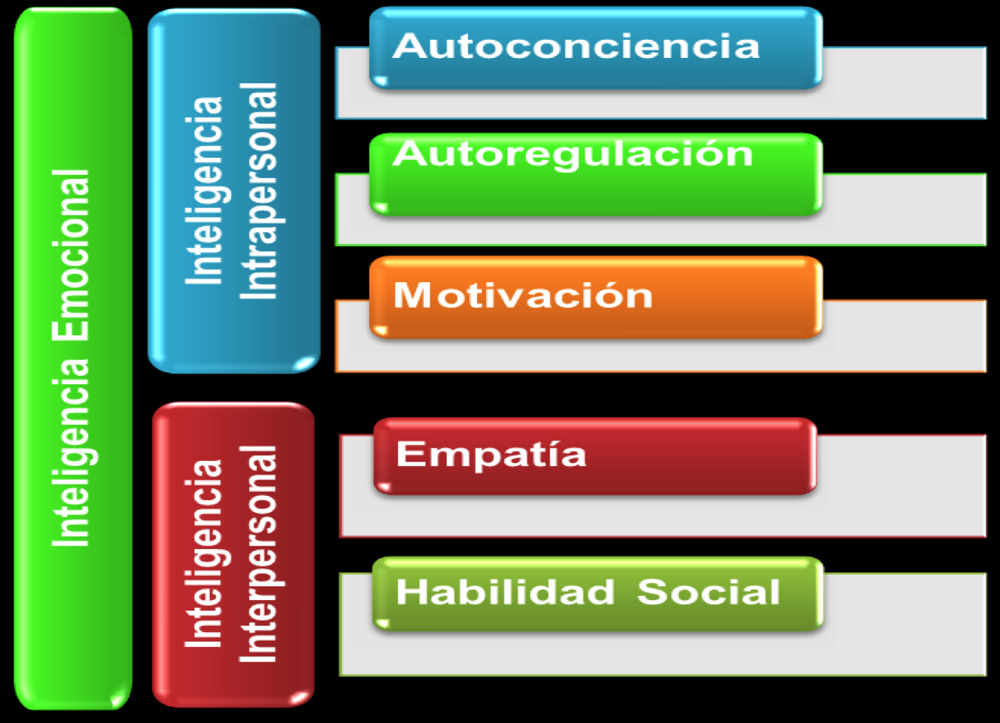 Inteligencia Emocional
Inteligencia
Intrapersonal
Autoconciencia
Autoregulación
Motivación
Inteligencia
Interpersonal
Empatía
Habilidad Social